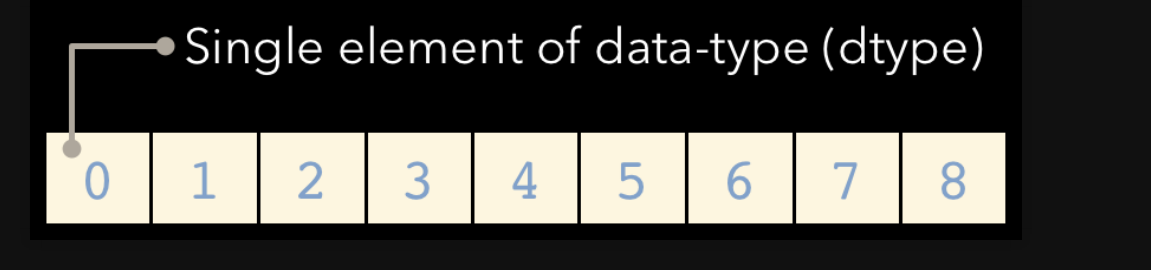 Single element of data-type (dtype)
0 1 2 3 4 5 6 7 8